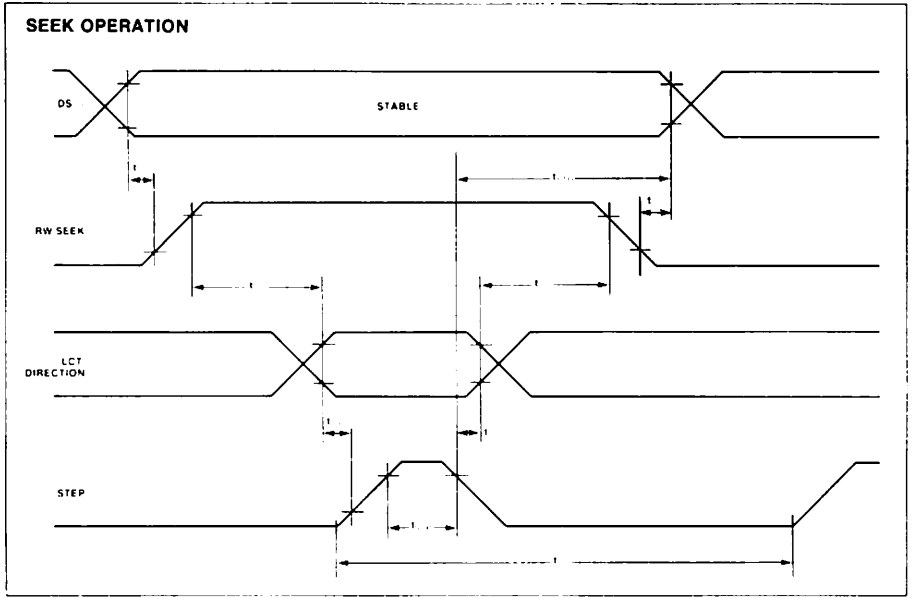 SEEK OPERATION
DS
STABLE
t
t
t
RW SEEK
t
t
LCT
DIRECTION
t
t
STEP
t
t